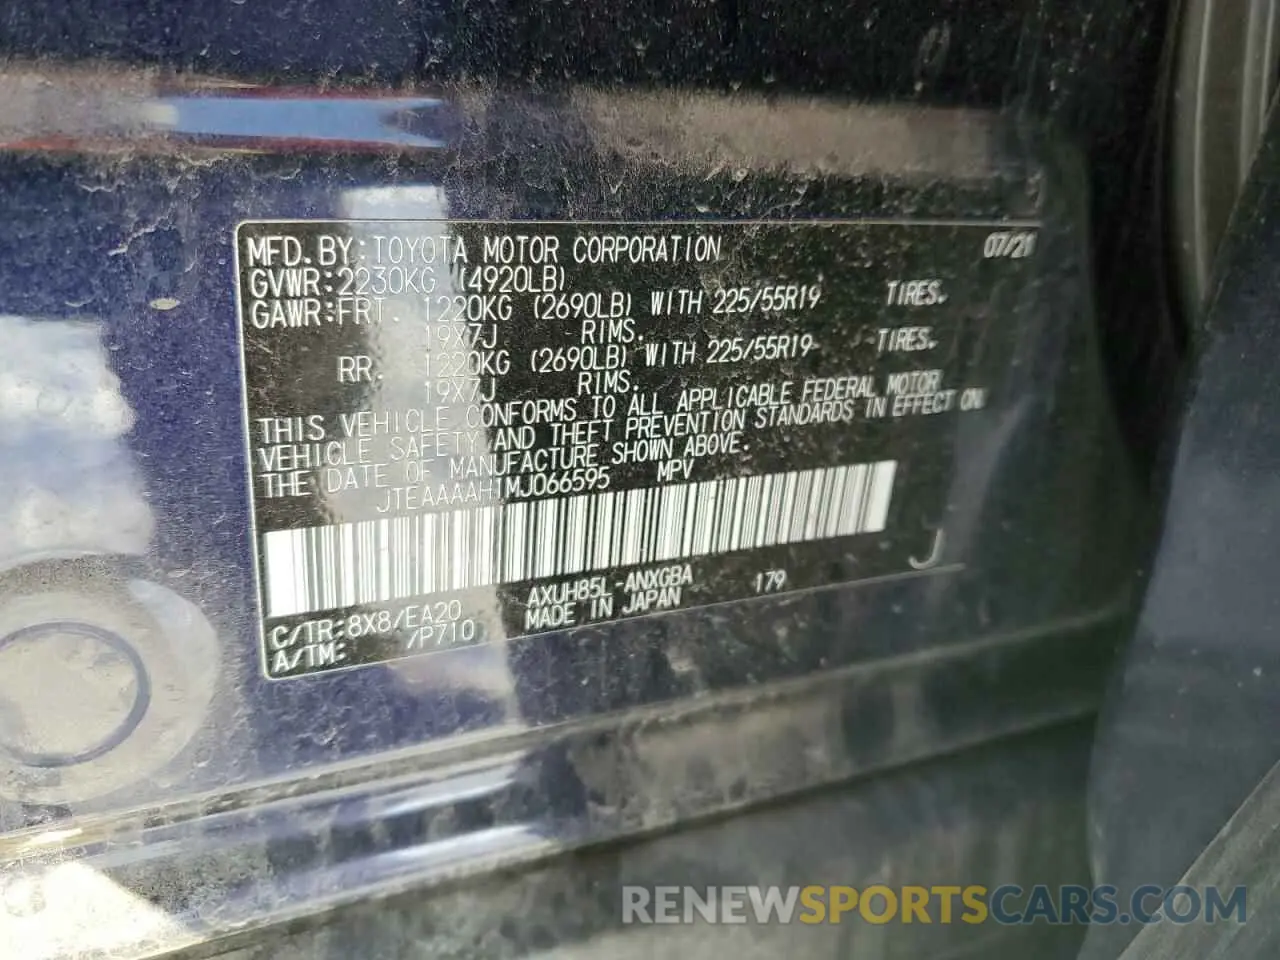 MFD. BY: TOYOTA MOTOR CORPORATION 07/21
GVWR: 2230KG (4920LB)
GAWR: FRT. 1220KG (2690LB) WITH 225/55R19 TIRES.
19X7J RIMS.
RR. 1220KG (2690LB) WITH 225/55R19 TIRES.
19X7J RIMS.
THIS VEHICLE CONFORMS TO ALL APPLICABLE FEDERAL MOTOR
VEHICLE SAFETY AND THEFT PREVENTION STANDARDS IN EFFECT ON
THE DATE OF MANUFACTURE SHOWN ABOVE.
JTEAAAAH1MJ066595 MPV
J
C/TR: 8X8/EA20 AXUH85L-ANXGBA 179
A/TM: /P710 MADE IN JAPAN
RENEWSPORTSCARS.COM